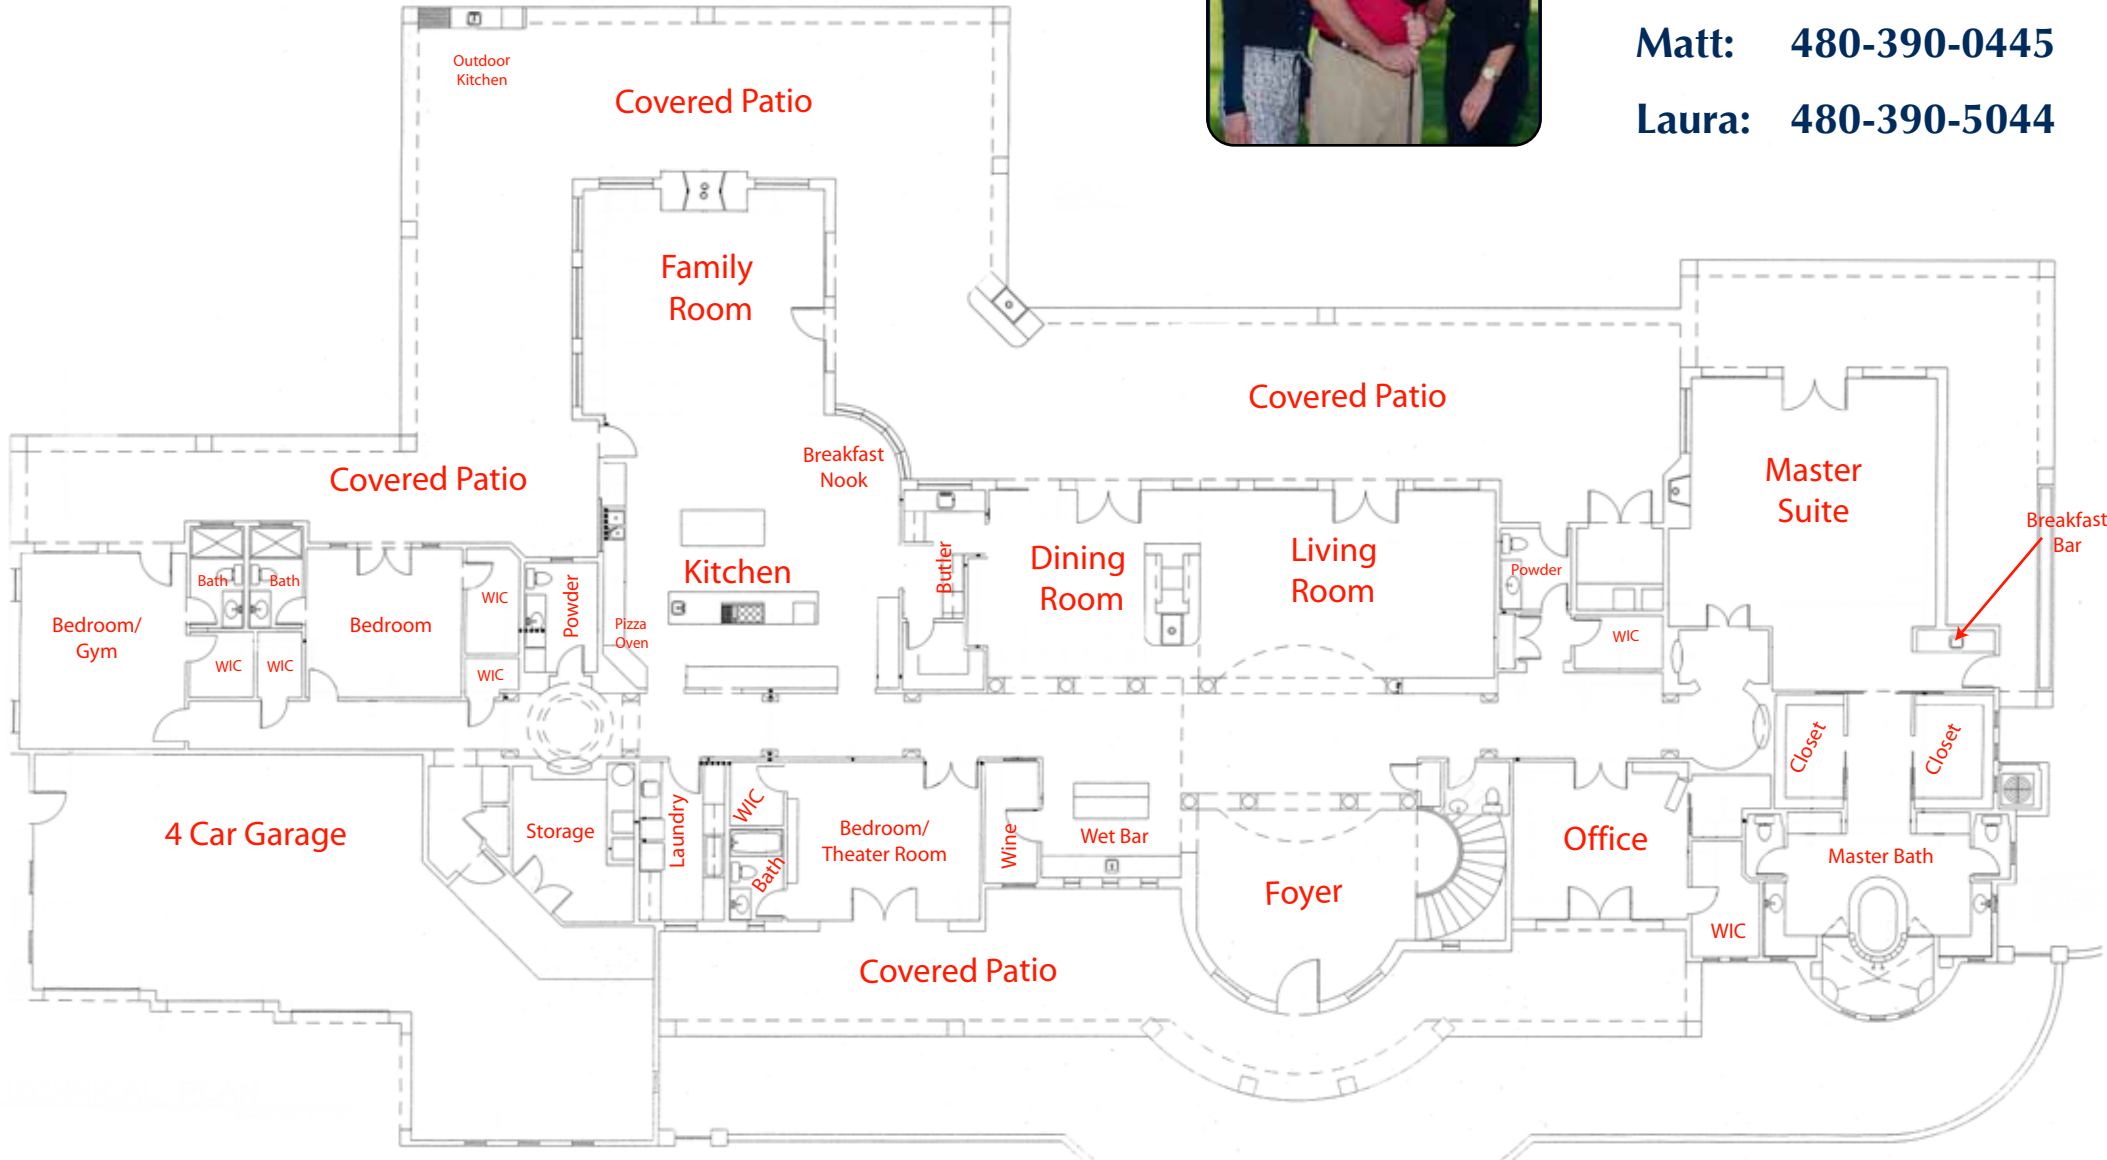 Matt: 480-390-0445
Laura: 480-390-5044
Outdoor
Kitchen
Covered Patio
Family
Room
Covered Patio
Breakfast
Nook
Covered Patio
Master
Suite
Breakfast
Bar
Bath
Bath
Bedroom/
Gym
Bedroom
WIC
WIC
WIC
WIC
Powder
Pizza
Oven
Kitchen
Butler
Dining
Room
Living
Room
Powder
WIC
Closet
Closet
4 Car Garage
Storage
Laundry
WIC
Bath
Bedroom/
Theater Room
Wine
Wet Bar
Foyer
Office
WIC
Master Bath
Covered Patio